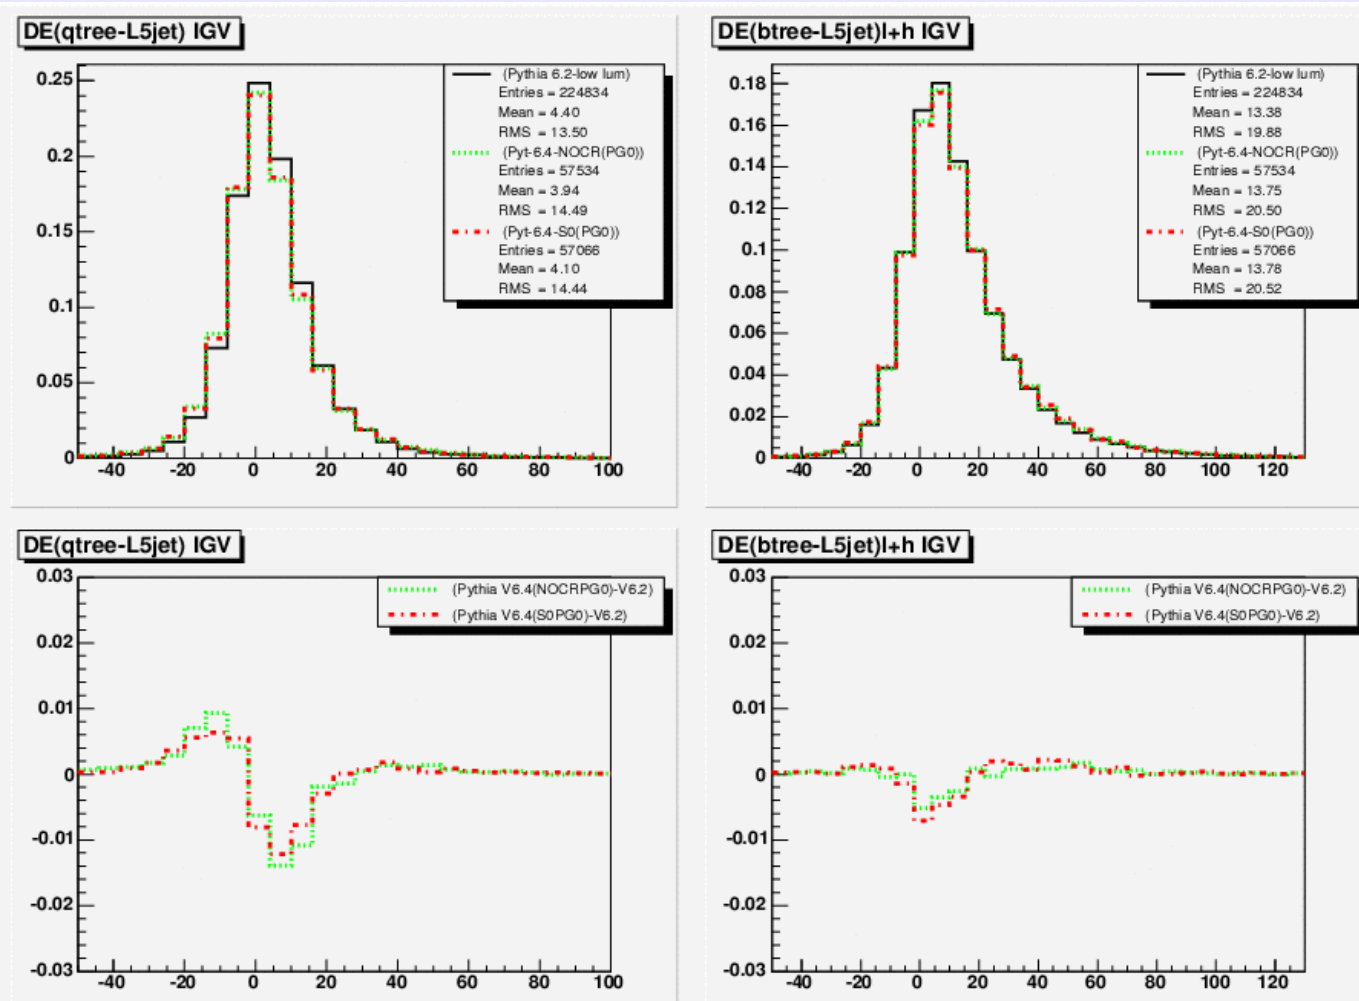 DE(qtree-L5jet) IGV
(Pythia 6.2-low lum)
Entries = 224834
Mean = 4.40
RMS = 13.50
(Pyt-6.4-NOCR(PG0))
Entries = 57534
Mean = 3.94
RMS = 14.49
(Pyt-6.4-S0(PG0))
Entries = 57066
Mean = 4.10
RMS = 14.44
0.25
0.2
0.15
0.1
0.05
0
-40 -20 0 20 40 60 80 100
DE(btree-L5jet)l+h IGV
(Pythia 6.2-low lum)
Entries = 224834
Mean = 13.38
RMS = 19.88
(Pyt-6.4-NOCR(PG0))
Entries = 57534
Mean = 13.75
RMS = 20.50
(Pyt-6.4-S0(PG0))
Entries = 57066
Mean = 13.78
RMS = 20.52
0.18
0.16
0.14
0.12
0.1
0.08
0.06
0.04
0.02
0
-40 -20 0 20 40 60 80 100 120
DE(qtree-L5jet) IGV
(Pythia V6.4(NOCRPG0)-V6.2)
(Pythia V6.4(S0PG0)-V6.2)
0.03
0.02
0.01
0
-0.01
-0.02
-0.03
-40 -20 0 20 40 60 80 100
DE(btree-L5jet)l+h IGV
(Pythia V6.4(NOCRPG0)-V6.2)
(Pythia V6.4(S0PG0)-V6.2)
0.03
0.02
0.01
0
-0.01
-0.02
-0.03
-40 -20 0 20 40 60 80 100 120